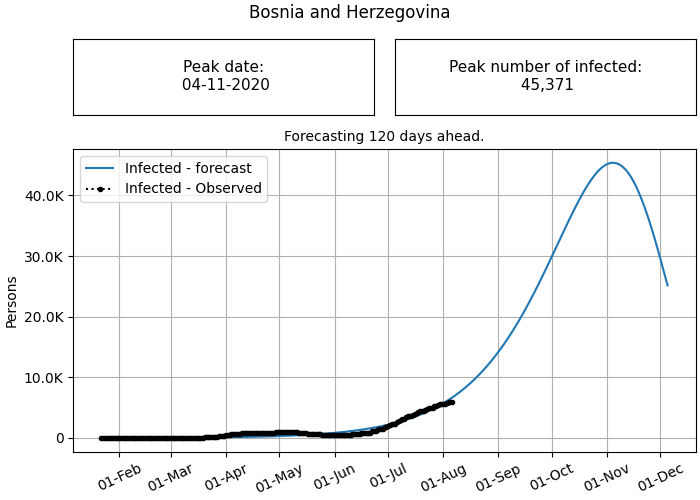 Bosnia and Herzegovina
Peak date:
04-11-2020
Peak number of infected:
45,371
Forecasting 120 days ahead.
Infected - forecast
Infected - Observed
Persons
40.0K
30.0K
20.0K
10.0K
0
01-Feb
01-Mar
01-Apr
01-May
01-Jun
01-Jul
01-Aug
01-Sep
01-Oct
01-Nov
01-Dec